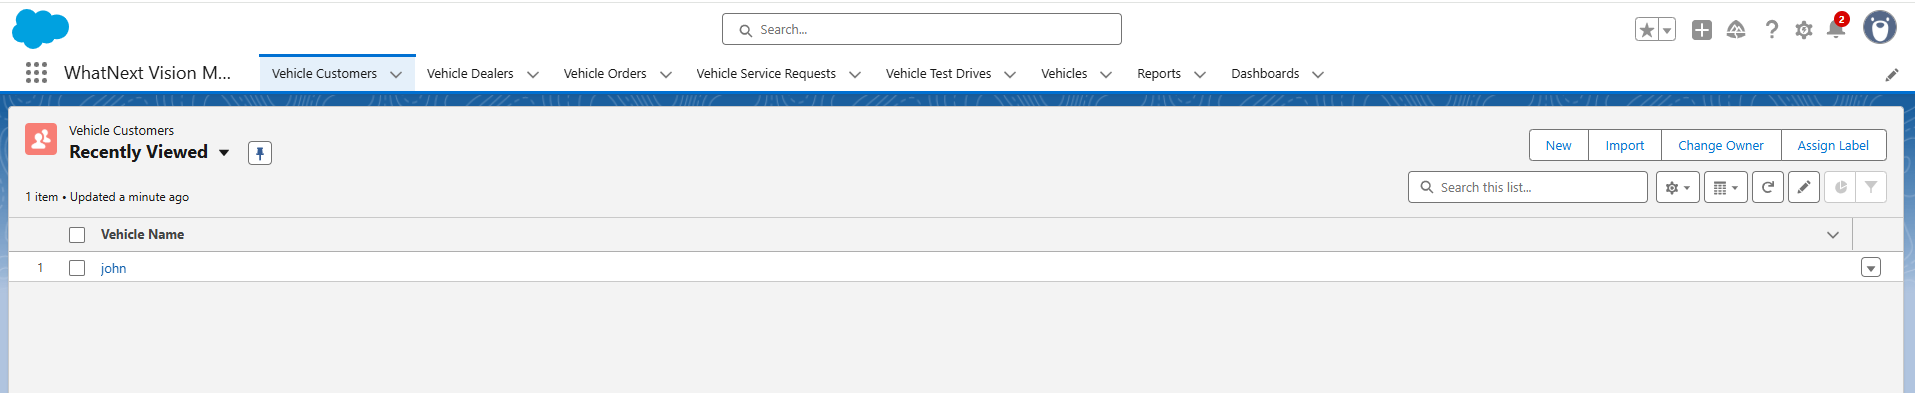 Search...
2
WhatNext Vision M...
Vehicle Customers
Vehicle Dealers
Vehicle Orders
Vehicle Service Requests
Vehicle Test Drives
Vehicles
Reports
Dashboards
Vehicle Customers
Recently Viewed
New
Import
Change Owner
Assign Label
1 item • Updated a minute ago
Search this list...
Vehicle Name
1 john